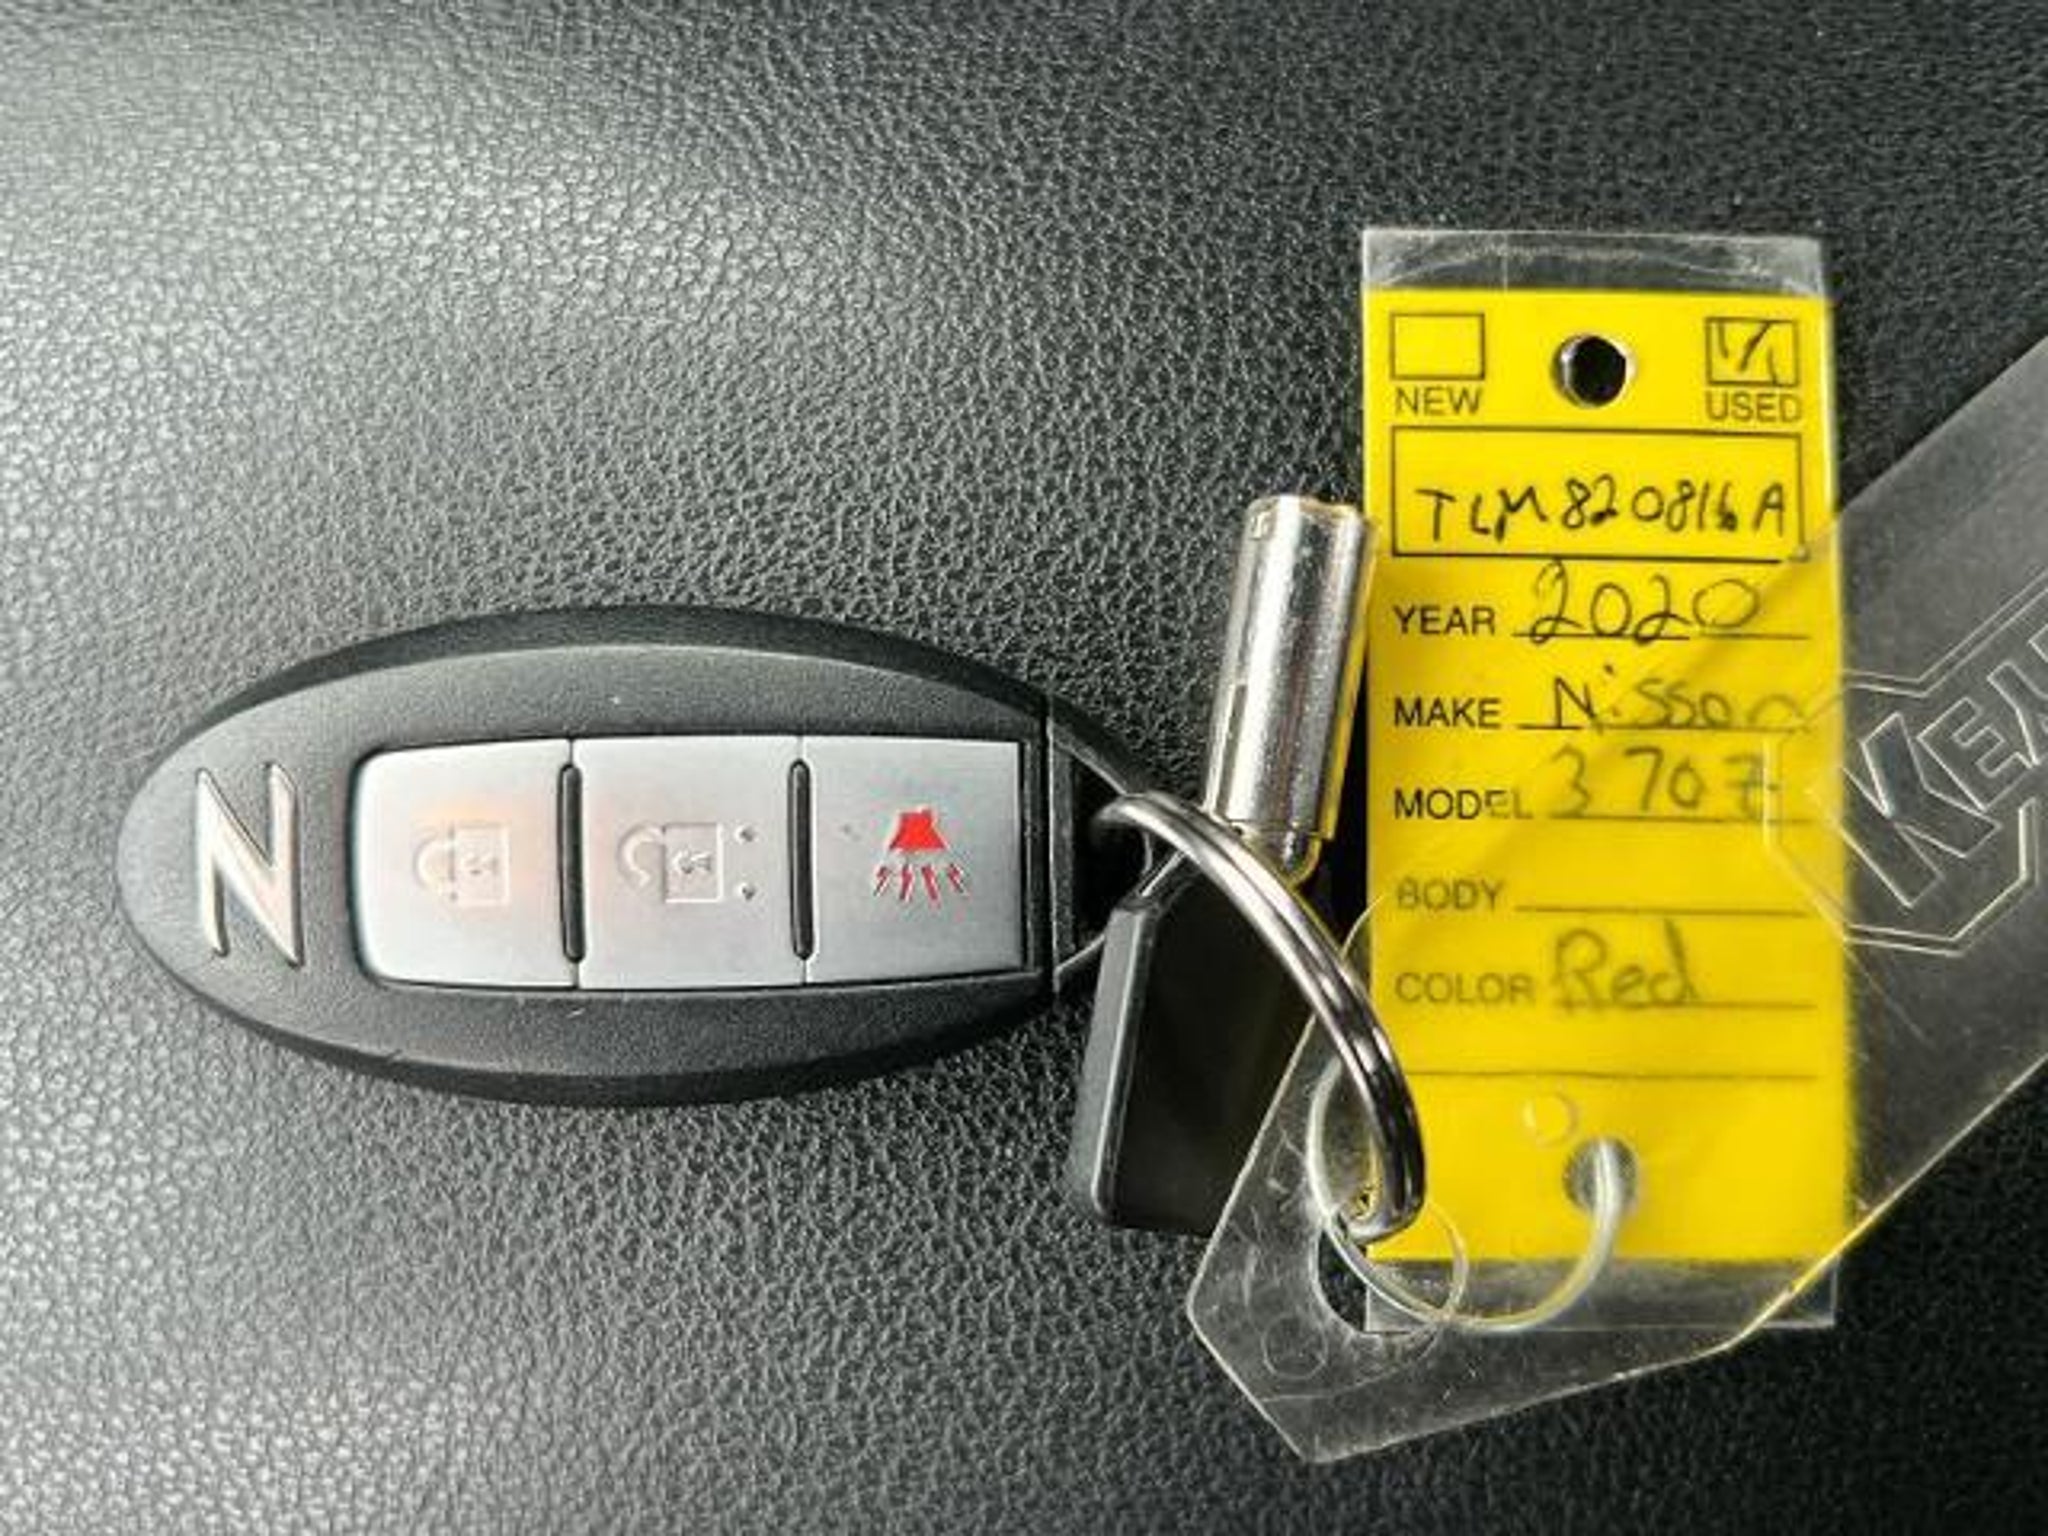 NEW USED
TLM820816A
YEAR 2020
MAKE Nissan
MODEL 370Z
BODY
COLOR Red